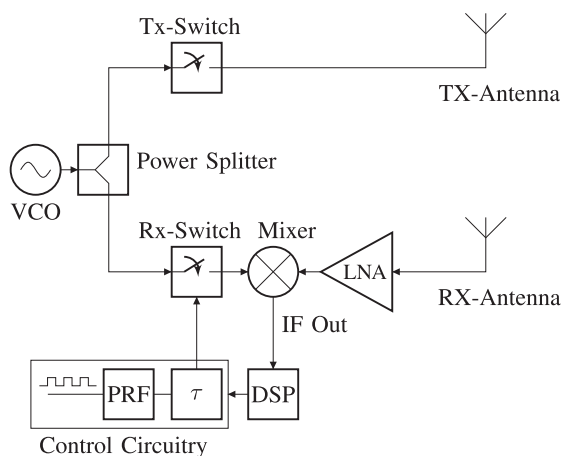 Tx-Switch
TX-Antenna
Power Splitter
VCO
Rx-Switch
Mixer
LNA
RX-Antenna
IF Out
PRF
τ
DSP
Control Circuitry